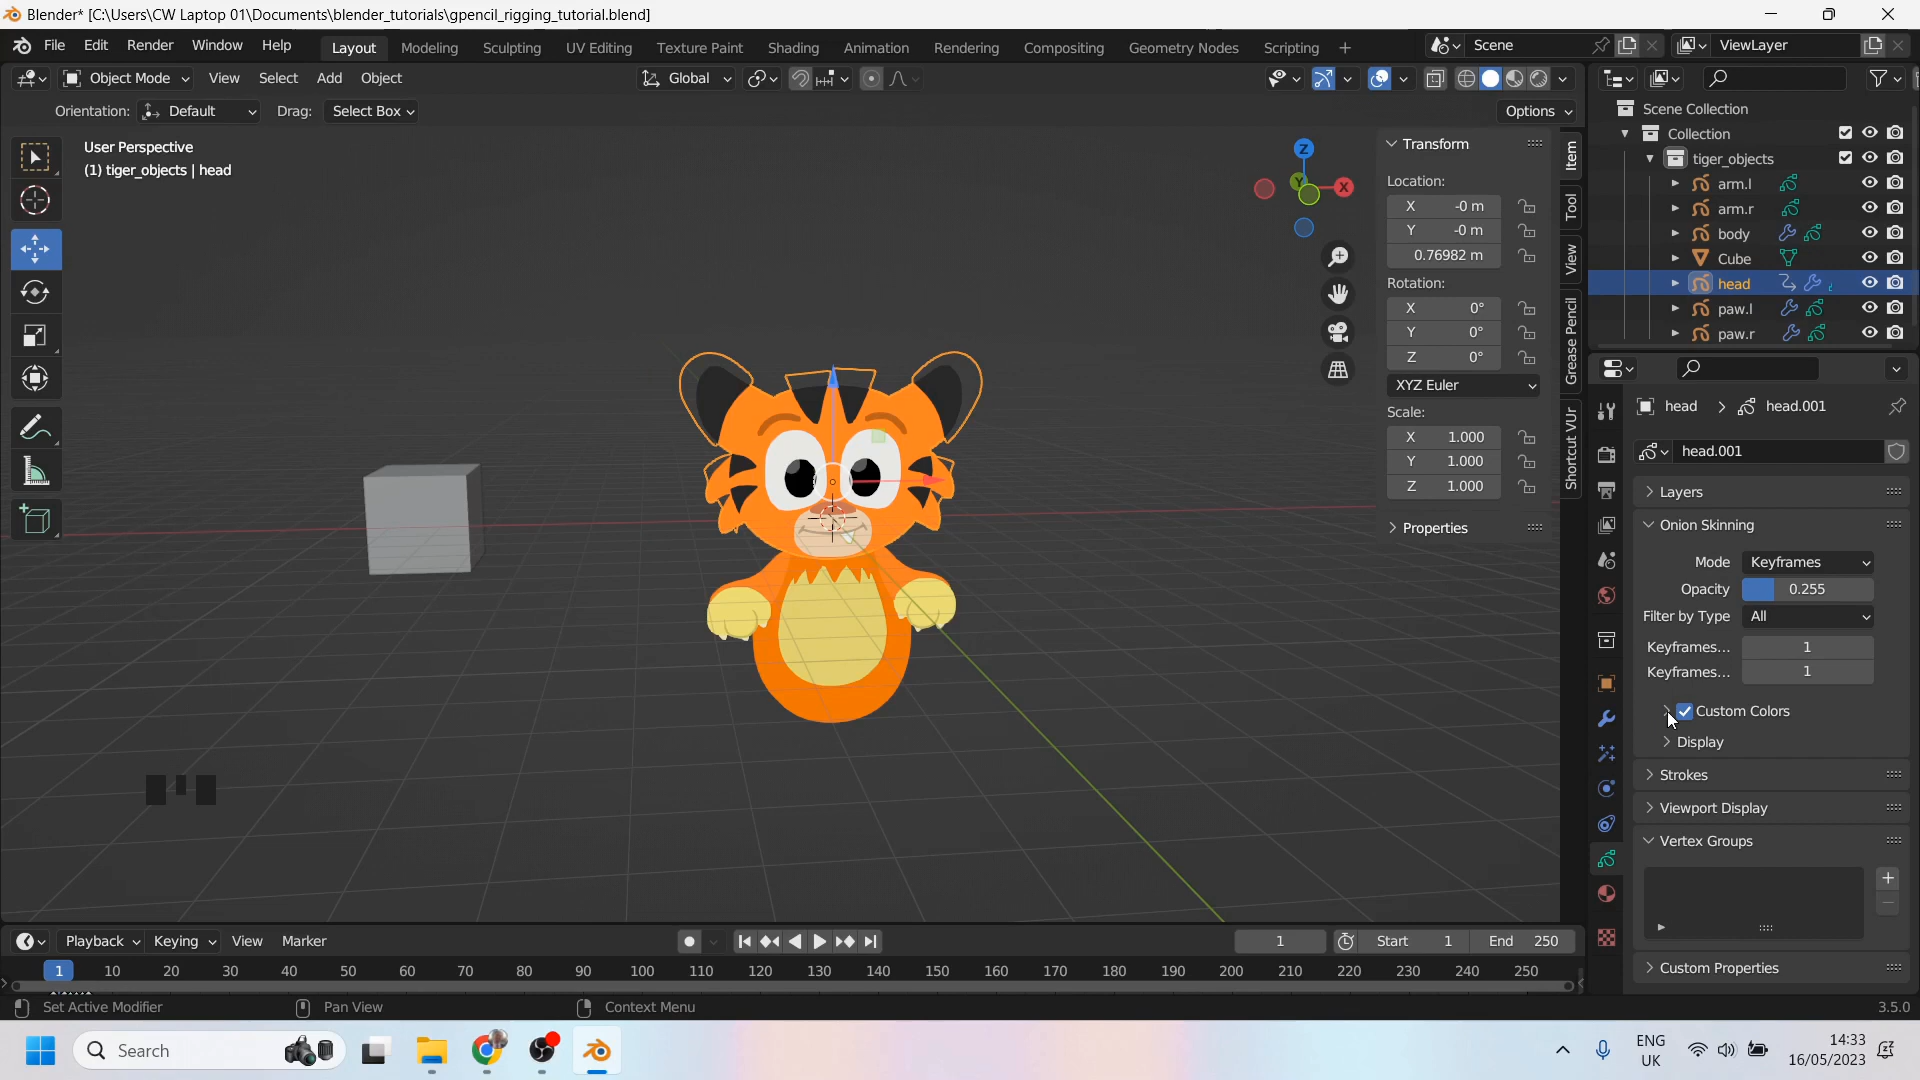 Blender* [C:\Users\CW Laptop 01\Documents\blender_tutorials\gpencil_rigging_tutorial.blend]
File Edit Render Window Help Layout Modeling Sculpting UV Editing Texture Paint Shading Animation Rendering Compositing Geometry Nodes Scripting + Scene ViewLayer
Object Mode View Select Add Object Global
Orientation: Default Drag: Select Box Options
User Perspective
(1) tiger_objects | head
Z
Y
X
Transform
Location:
X -0 m
Y -0 m
0.76982 m
Rotation:
X 0°
Y 0°
Z 0°
XYZ Euler
Scale:
X 1.000
Y 1.000
Z 1.000
Properties
Item
Tool
View
Grease Pencil
Shortcut VUr
Scene Collection
Collection
tiger_objects
arm.l
arm.r
body
Cube
head
paw.l
paw.r
head > head.001
head.001
Layers
Onion Skinning
Mode Keyframes
Opacity 0.255
Filter by Type All
Keyframes... 1
Keyframes... 1
Custom Colors
Display
Strokes
Viewport Display
Vertex Groups
Custom Properties
Playback Keying View Marker 1 Start 1 End 250
1 10 20 30 40 50 60 70 80 90 100 110 120 130 140 150 160 170 180 190 200 210 220 230 240 250
Set Active Modifier Pan View Context Menu 3.5.0
Search
ENG
UK
14:33
16/05/2023